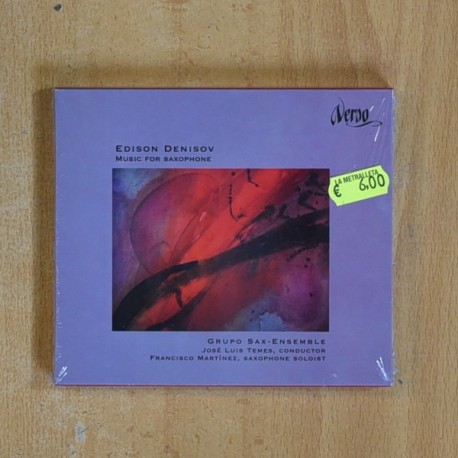 Verso
EDISON DENISOV
MUSIC FOR SAXOPHONE
LA METRALLETA
€ 6,00
GRUPO SAX-ENSEMBLE
JOSÉ LUIS TEMES, CONDUCTOR
FRANCISCO MARTÍNEZ, SAXOPHONE SOLOIST